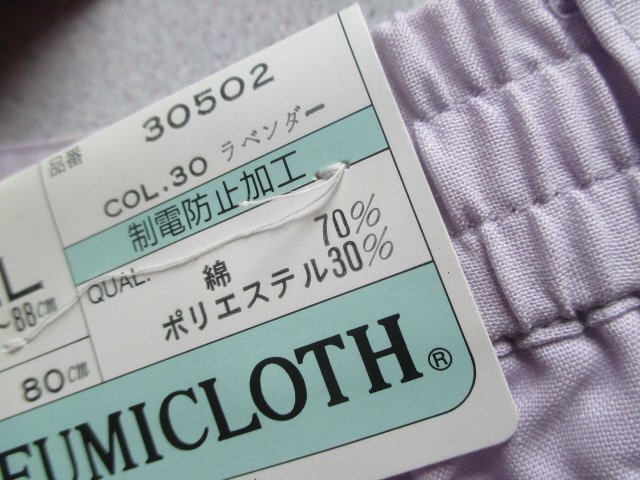 品番 30502
COL.30 ラベンダー
制電防止加工
QUAL. 綿 70%
ポリエステル30%
L
~88cm
80cm
FUMICLOTH®